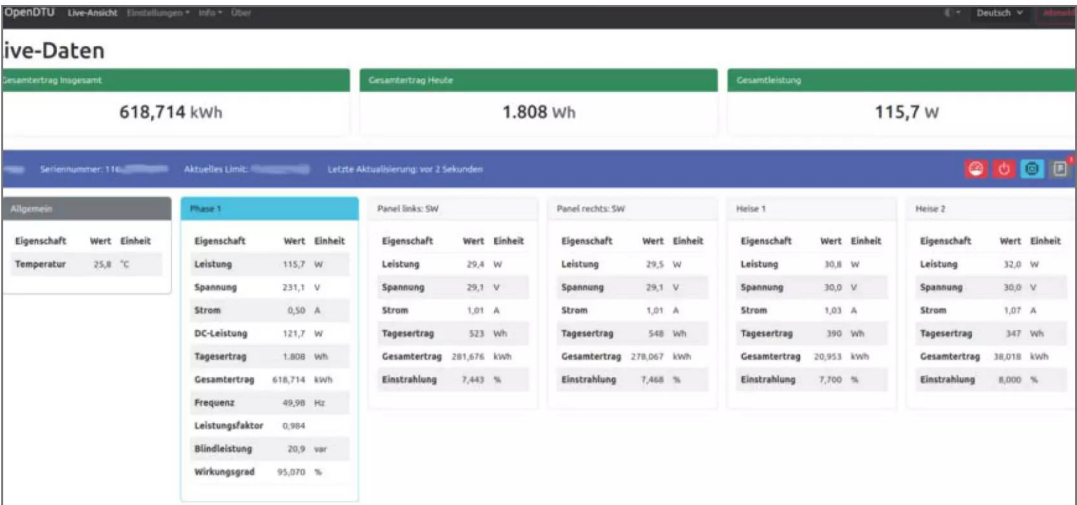 OpenDTU Live-Ansicht Einstellungen Info Über Deutsch
ive-Daten
Gesamtertrag Insgesamt Gesamtertrag Heute Gesamtleistung
618,714 kWh 1.808 Wh 115,7 W
Seriennummer: 116 Aktuelles Limit: Letzte Aktualisierung: vor 2 Sekunden 1
Allgemein
Eigenschaft Wert Einheit
Temperatur 25,8 °C
Phase 1
Eigenschaft Wert Einheit
Leistung 115,7 W
Spannung 231,1 V
Strom 0,50 A
DC-Leistung 121,7 W
Tagesertrag 1.808 Wh
Gesamtertrag 618,714 kWh
Frequenz 49,98 Hz
Leistungsfaktor 0,984
Blindleistung 20,9 var
Wirkungsgrad 95,070 %
Panel links: SW
Eigenschaft Wert Einheit
Leistung 29,4 W
Spannung 29,1 V
Strom 1,01 A
Tagesertrag 523 Wh
Gesamtertrag 281,676 kWh
Einstrahlung 7,443 %
Panel rechts: SW
Eigenschaft Wert Einheit
Leistung 29,5 W
Spannung 29,1 V
Strom 1,01 A
Tagesertrag 548 Wh
Gesamtertrag 278,067 kWh
Einstrahlung 7,468 %
Heise 1
Eigenschaft Wert Einheit
Leistung 30,8 W
Spannung 30,0 V
Strom 1,03 A
Tagesertrag 390 Wh
Gesamtertrag 20,953 kWh
Einstrahlung 7,700 %
Heise 2
Eigenschaft Wert Einheit
Leistung 32,0 W
Spannung 30,0 V
Strom 1,07 A
Tagesertrag 347 Wh
Gesamtertrag 38,018 kWh
Einstrahlung 8,000 %